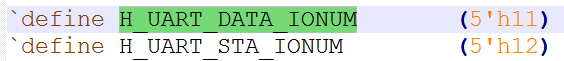 `define H_UART_DATA_IONUM (5'h11)
`define H_UART_STA_IONUM (5'h12)